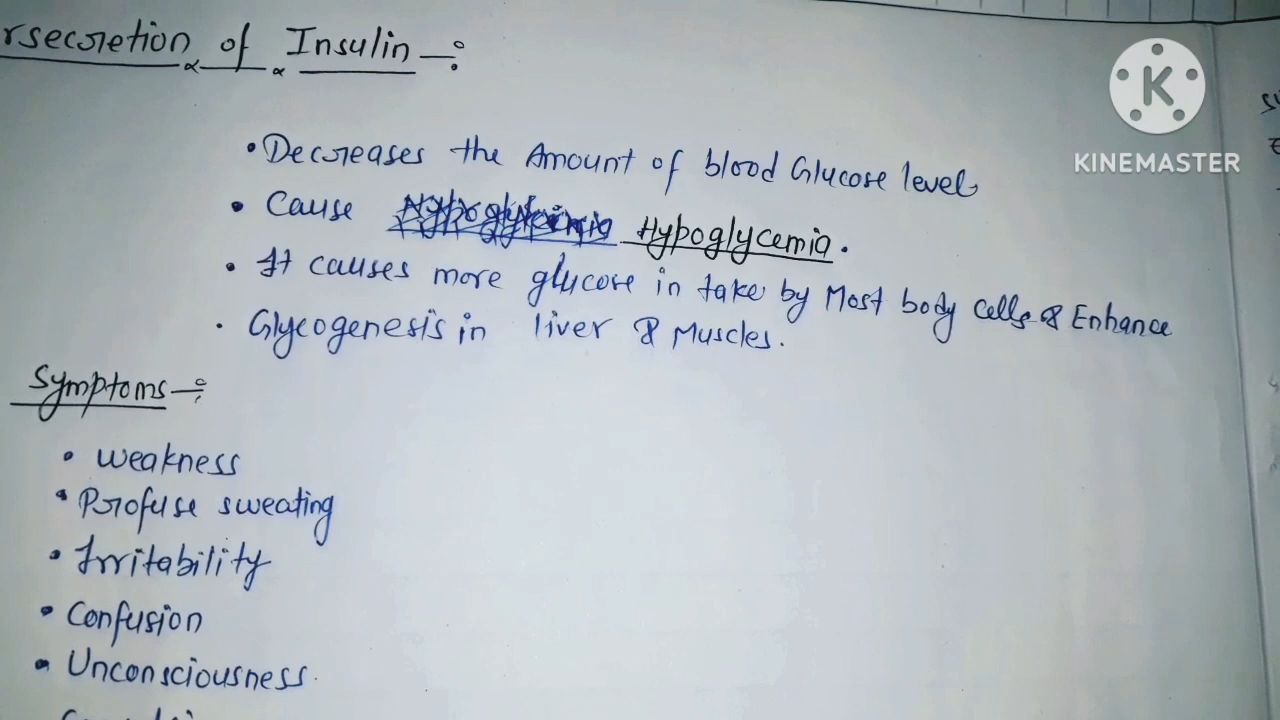 rsecretion of Insulin :
KINEMASTER
• Decreases the Amount of blood Glucose level
• Cause Hypoglycemia.
• It causes more glucose in take by Most body cells & Enhance
• Glycogenesis in liver & Muscles.
Symptoms :
• Weakness
• Profuse sweating
• Irritability
• Confusion
• Unconsciousness.